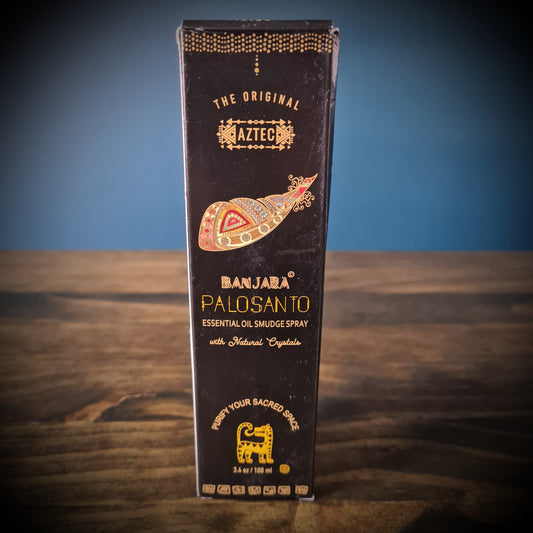 THE ORIGINAL
AZTEC
BANJARA©
PALOSANTO
ESSENTIAL OIL SMUDGE SPRAY
with Natural Crystals
PURIFY YOUR SACRED SPACE
3.4 oz / 100 ml